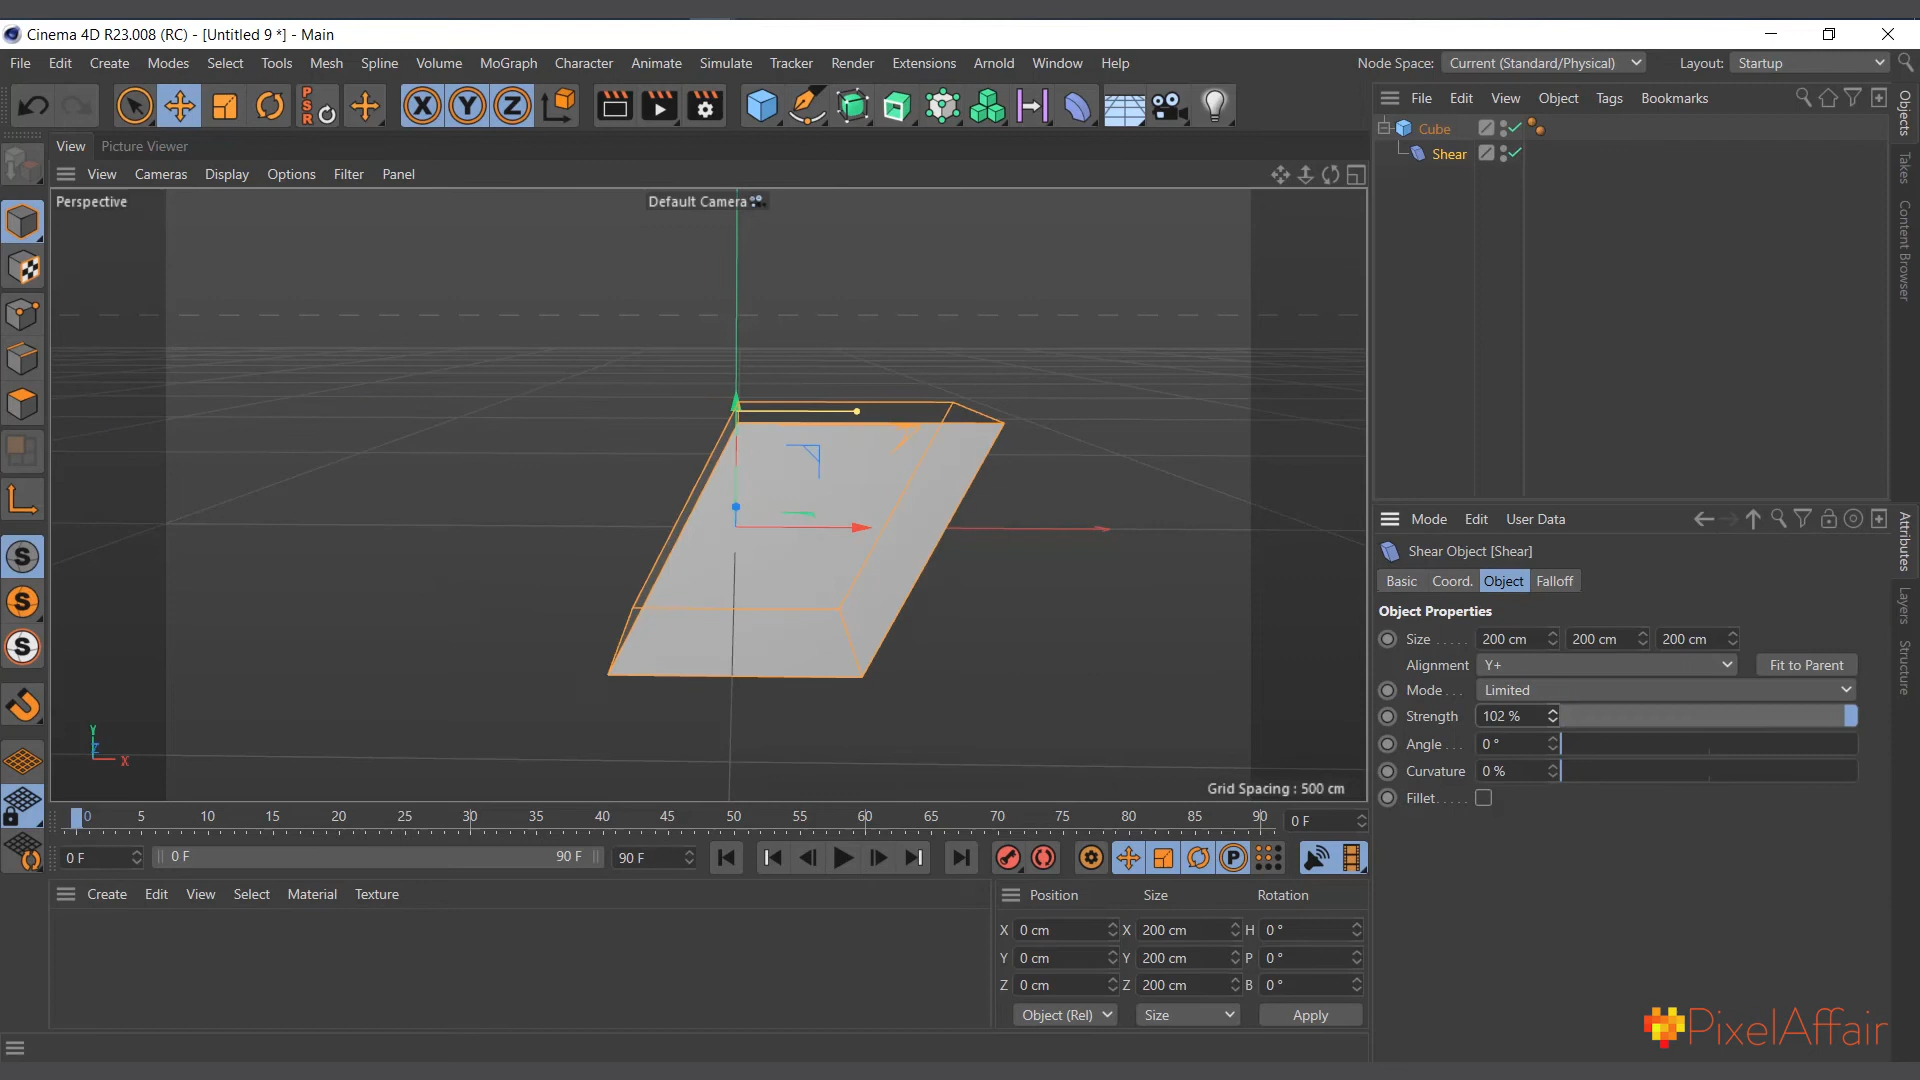 Cinema 4D R23.008 (RC) - [Untitled 9 *] - Main
File Edit Create Modes Select Tools Mesh Spline Volume MoGraph Character Animate Simulate Tracker Render Extensions Arnold Window Help
Node Space: Current (Standard/Physical) Layout: Startup
P
S
R
X Y Z
File Edit View Object Tags Bookmarks
Objects
Takes
Content Browser
Cube
Shear
View Picture Viewer
View Cameras Display Options Filter Panel
Perspective
Default Camera
S
S
S
Y
Z
X
Grid Spacing : 500 cm
Mode Edit User Data
Attributes
Layers
Structure
Shear Object [Shear]
Basic Coord. Object Falloff
Object Properties
Size . . . . . 200 cm 200 cm 200 cm
Alignment Y+ Fit to Parent
Mode . . . Limited
Strength 102 %
Angle . . . 0 °
Curvature 0 %
Fillet. . . . .
0 5 10 15 20 25 30 35 40 45 50 55 60 65 70 75 80 85 90 0 F
0 F 0 F 90 F 90 F
P
Create Edit View Select Material Texture
Position Size Rotation
X 0 cm X 200 cm H 0 °
Y 0 cm Y 200 cm P 0 °
Z 0 cm Z 200 cm B 0 °
Object (Rel) Size Apply
PixelAffair